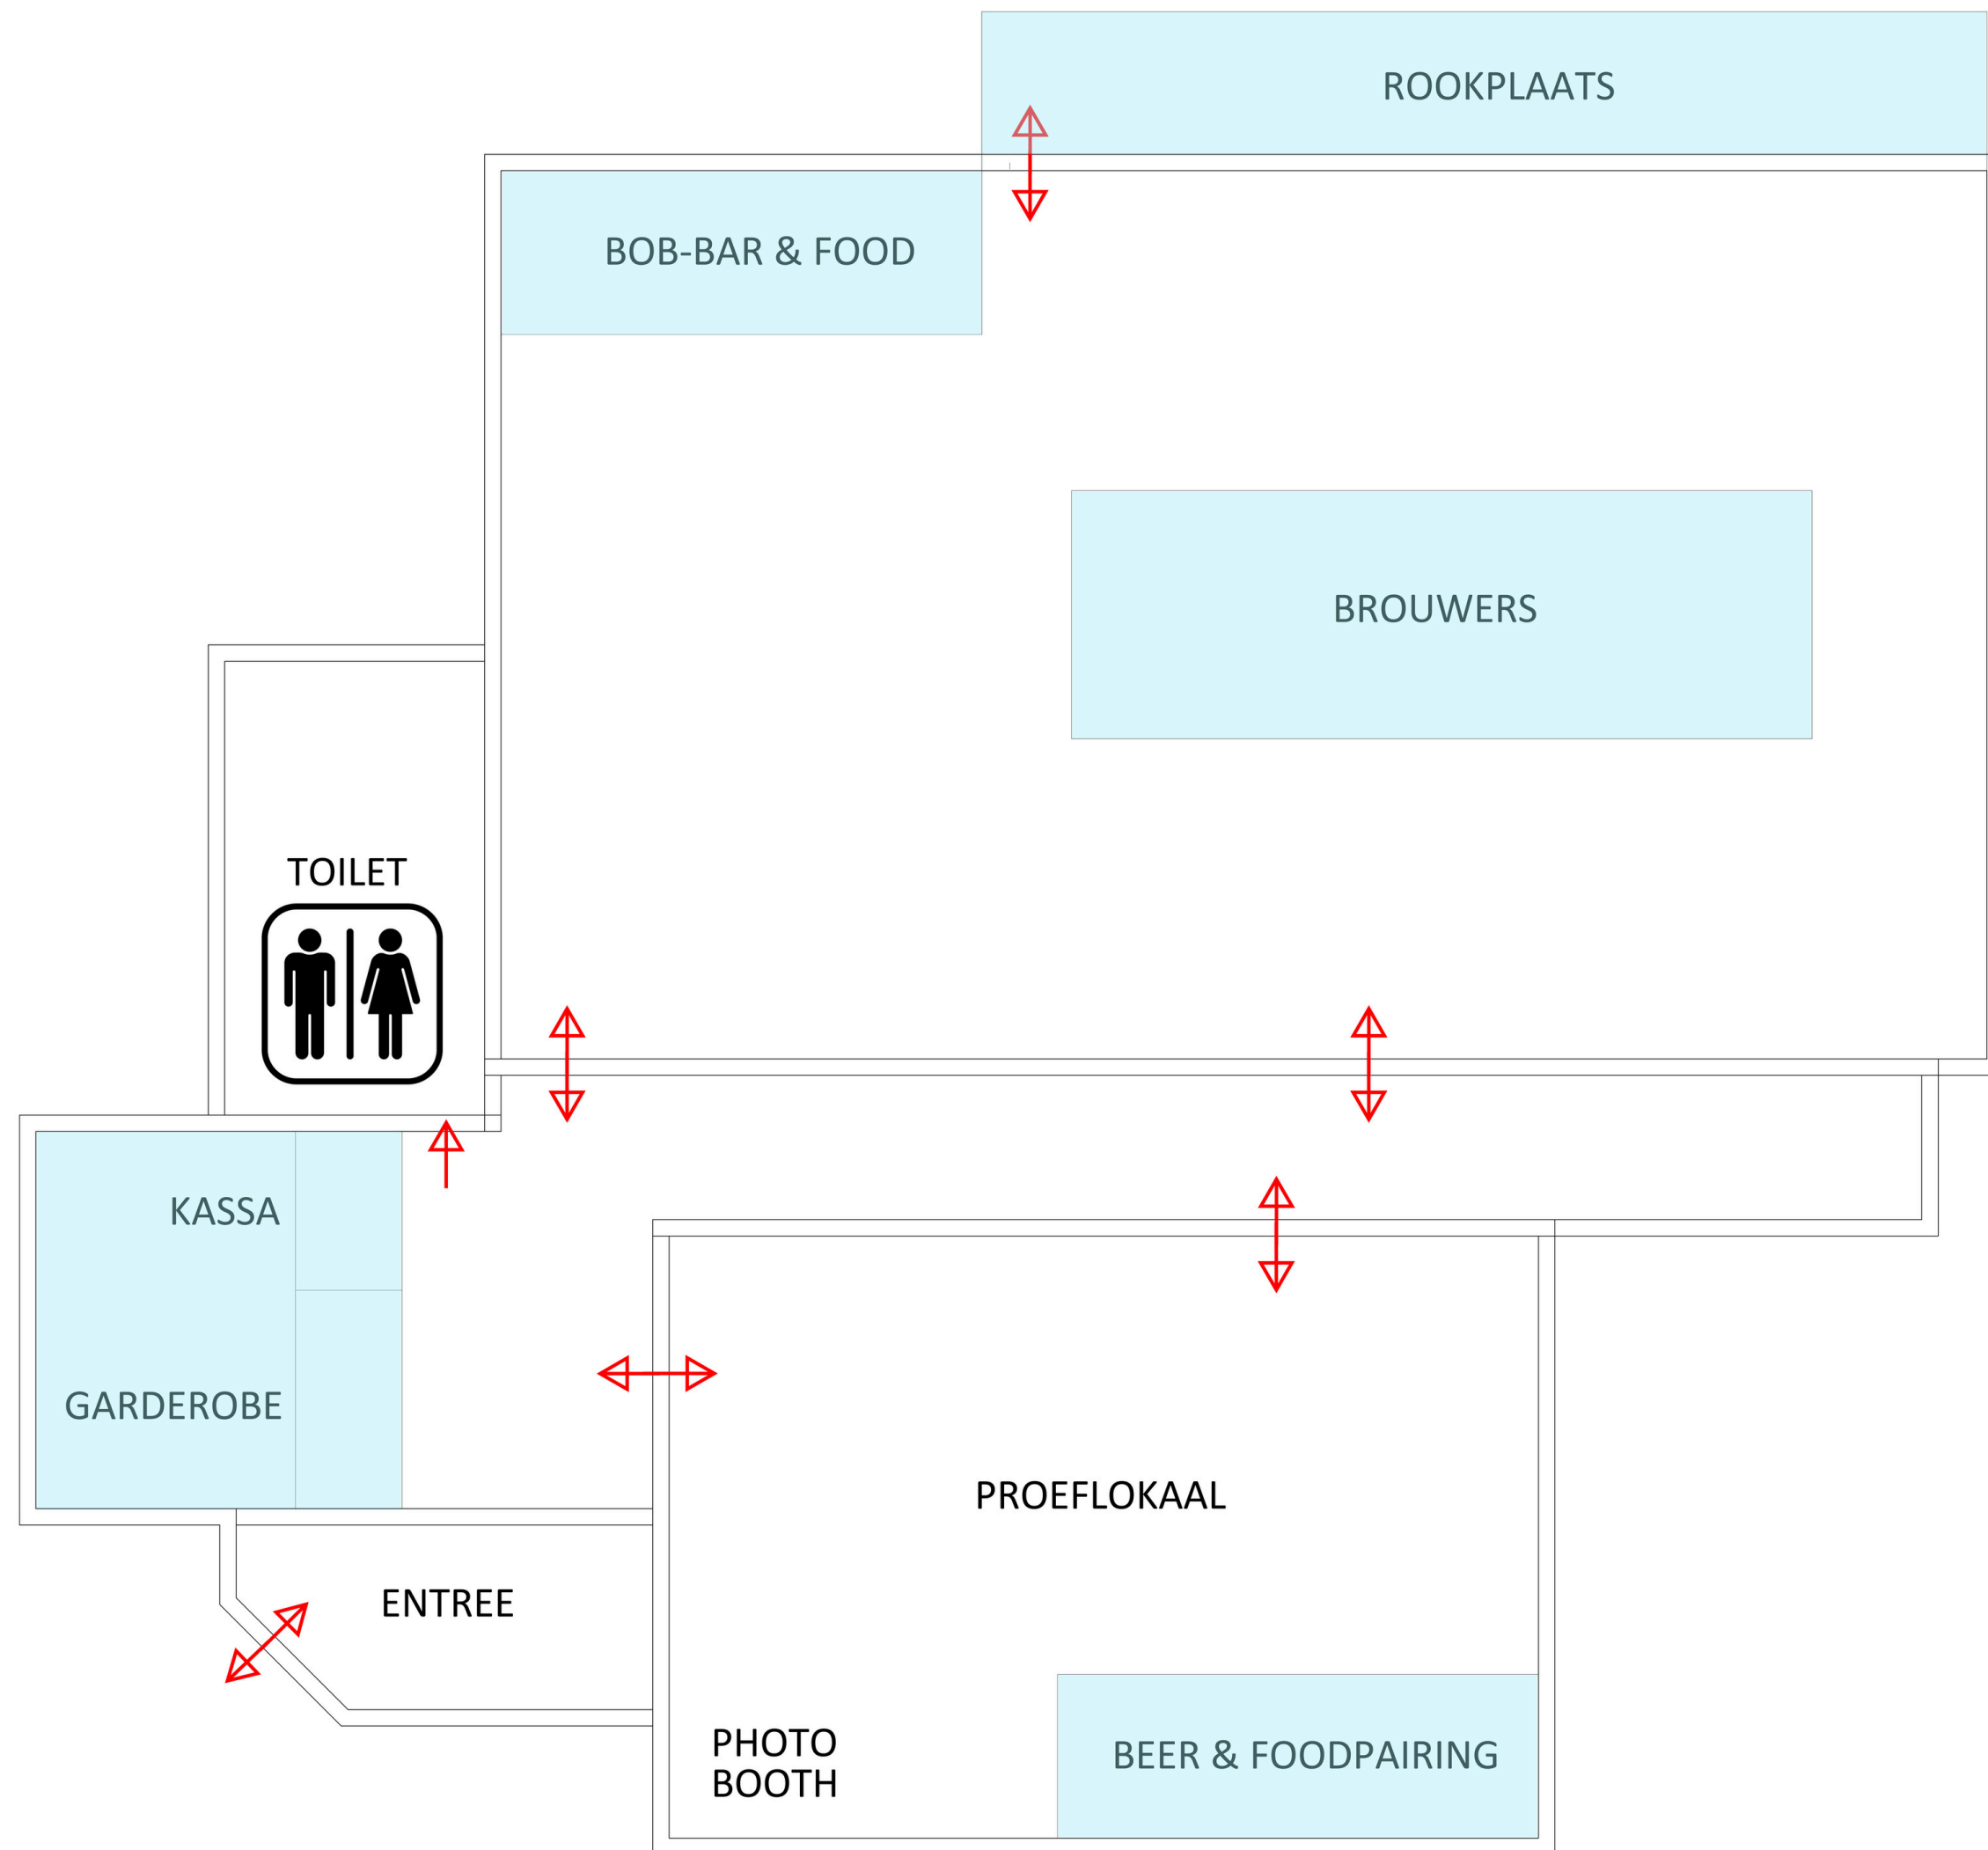 ROOKPLAATS
BOB-BAR & FOOD
BROUWERS
TOILET
KASSA
GARDEROBE
PROEFLOKAAL
ENTREE
PHOTO
BOOTH
BEER & FOODPAIRING